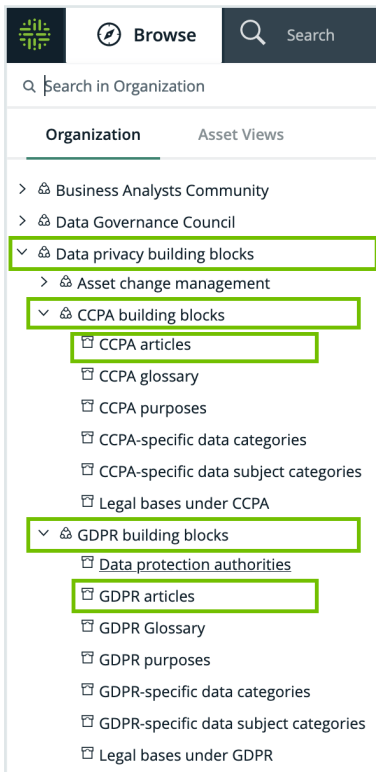 Browse
Search
Search in Organization
Organization
Asset Views
Business Analysts Community
Data Governance Council
Data privacy building blocks
Asset change management
CCPA building blocks
CCPA articles
CCPA glossary
CCPA purposes
CCPA-specific data categories
CCPA-specific data subject categories
Legal bases under CCPA
GDPR building blocks
Data protection authorities
GDPR articles
GDPR Glossary
GDPR purposes
GDPR-specific data categories
GDPR-specific data subject categories
Legal bases under GDPR